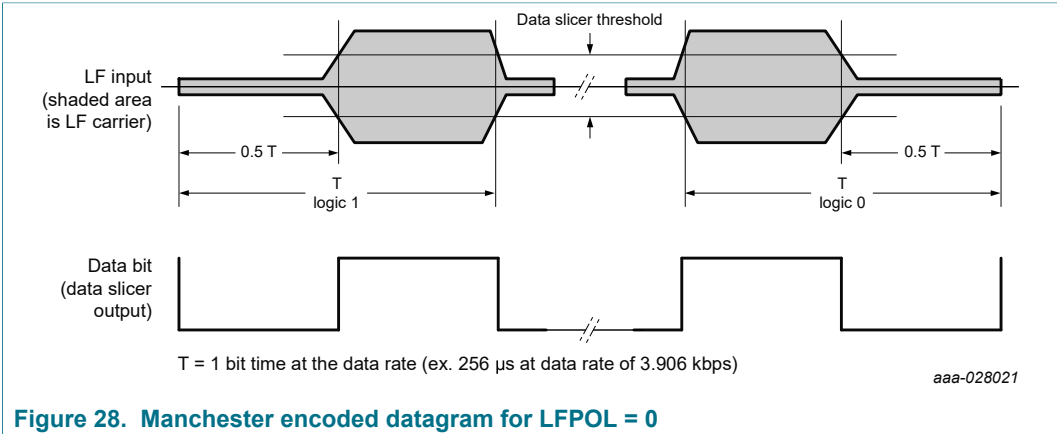 Data slicer threshold
LF input
(shaded area
is LF carrier)
0.5 T
0.5 T
T
logic 1
T
logic 0
Data bit
(data slicer
output)
T = 1 bit time at the data rate (ex. 256 μs at data rate of 3.906 kbps)
aaa-028021
Figure 28. Manchester encoded datagram for LFPOL = 0